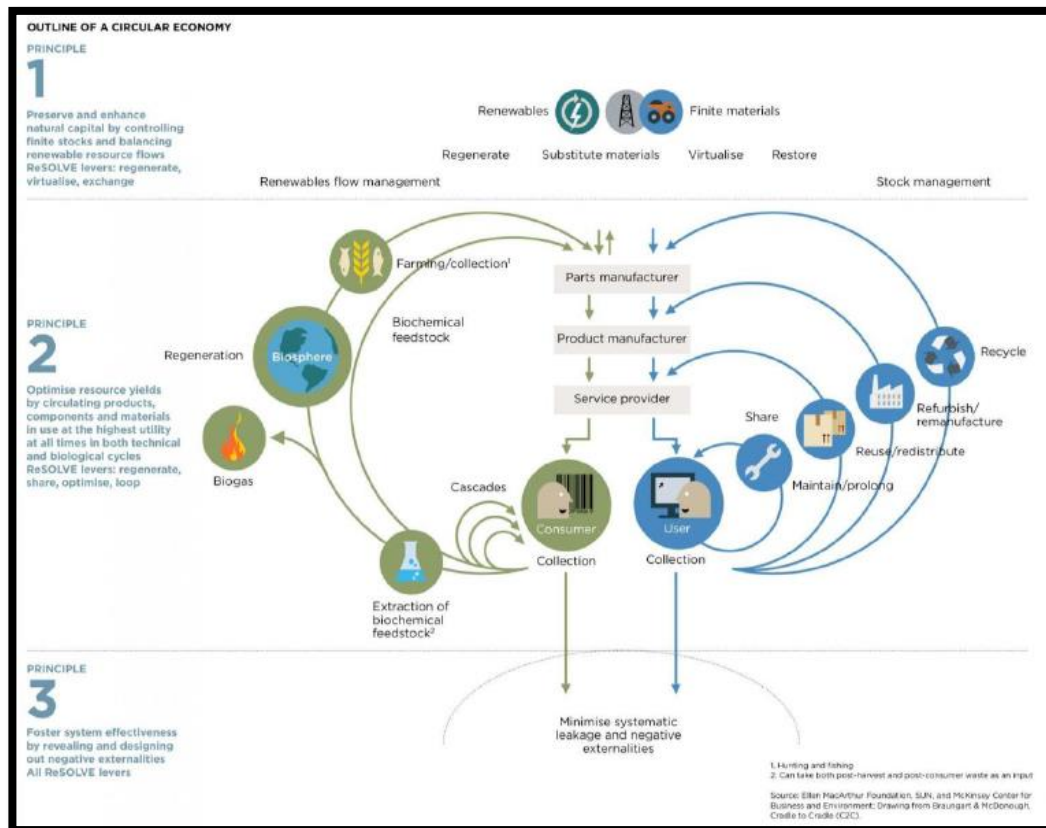 OUTLINE OF A CIRCULAR ECONOMY
PRINCIPLE
1
Preserve and enhance
natural capital by controlling
finite stocks and balancing
renewable resource flows
ReSOLVE levers: regenerate,
virtualise, exchange
Renewables
Finite materials
Regenerate
Substitute materials
Virtualise
Restore
Renewables flow management
Stock management
PRINCIPLE
2
Optimise resource yields
by circulating products,
components and materials
in use at the highest utility
at all times in both technical
and biological cycles
ReSOLVE levers: regenerate,
share, optimise, loop
Farming/collection¹
Biochemical
feedstock
Regeneration
Biosphere
Biogas
Cascades
Extraction of
biochemical
feedstock²
Parts manufacturer
Product manufacturer
Service provider
Consumer
Collection
User
Collection
Share
Maintain/prolong
Reuse/redistribute
Refurbish/
remanufacture
Recycle
PRINCIPLE
3
Foster system effectiveness
by revealing and designing
out negative externalities
All ReSOLVE levers
Minimise systematic
leakage and negative
externalities
1. Hunting and fishing
2. Can take both post-harvest and post-consumer waste as an input
Source: Ellen MacArthur Foundation, SUN, and McKinsey Center for
Business and Environment; Drawing from Braungart & McDonough,
Cradle to Cradle (C2C).